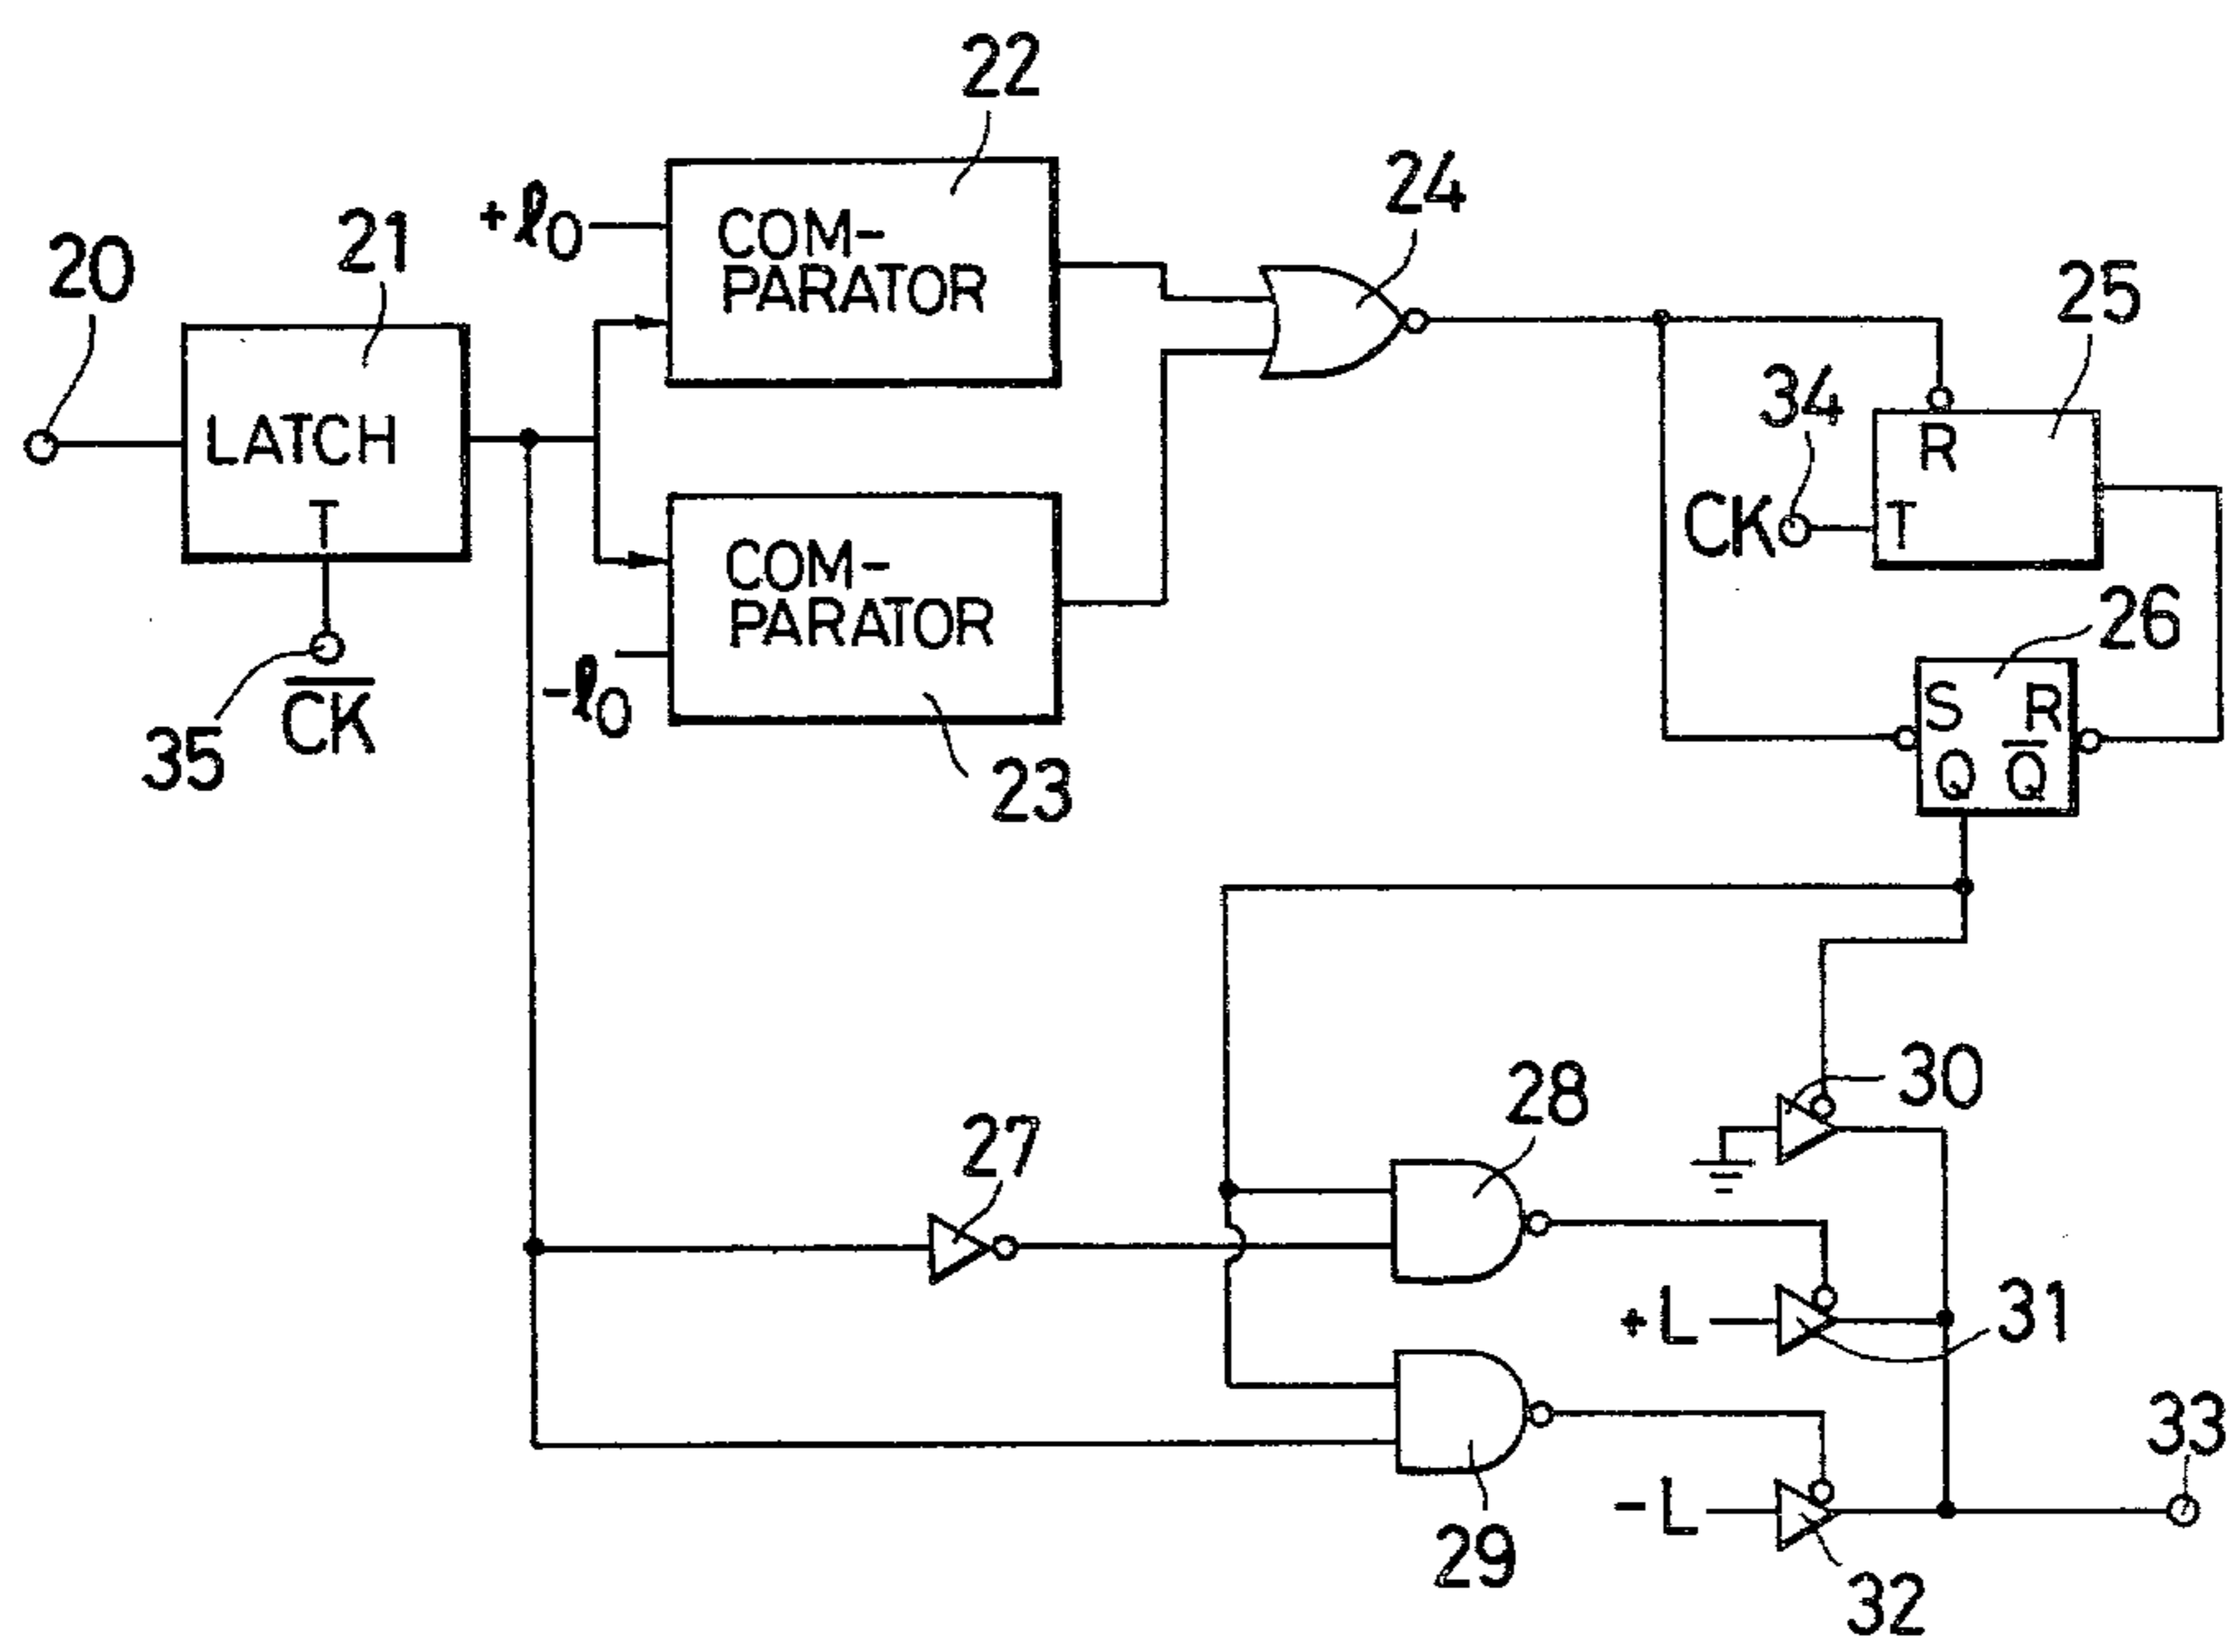 22
24
+ℓ0
COM-
PARATOR
21
25
20
34
LATCH
R
CK
T
T
COM-
PARATOR
26
-ℓ0
S R
35
C̅K̅
23
Q Q̅
30
28
27
+L
31
33
-L
29
32